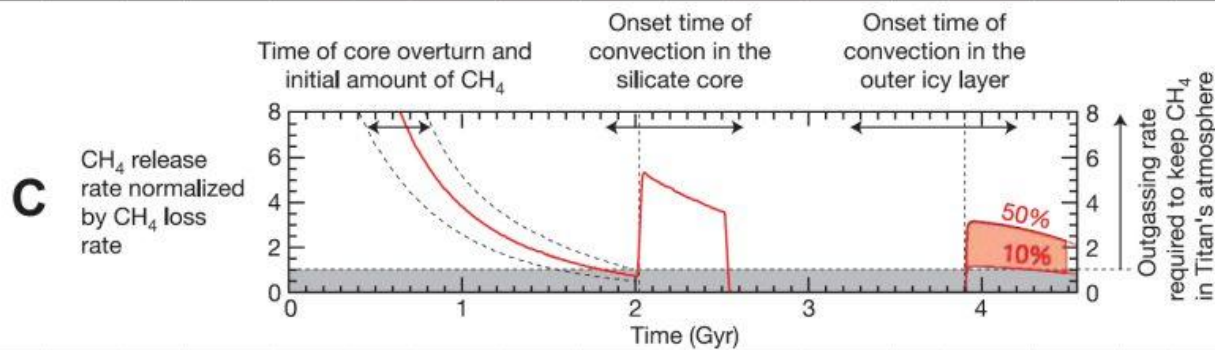 Time of core overturn and
initial amount of CH₄
Onset time of
convection in the
silicate core
Onset time of
convection in the
outer icy layer
C
CH₄ release
rate normalized
by CH₄ loss
rate
8
6
4
2
0
8
6
4
2
0
50%
10%
0
1
2
3
4
Time (Gyr)
Outgassing rate
required to keep CH₄
in Titan's atmosphere